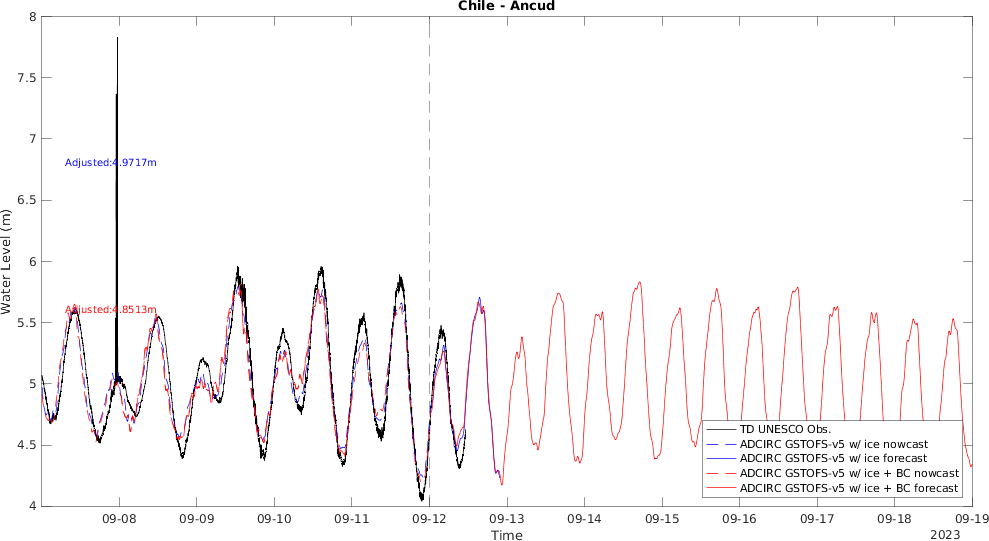 Chile - Ancud
8
7.5
7
6.5
6
5.5
5
4.5
4
Water Level (m)
Adjusted:4.9717m
Adjusted:4.8513m
TD UNESCO Obs.
ADCIRC GSTOFS-v5 w/ ice nowcast
ADCIRC GSTOFS-v5 w/ ice forecast
ADCIRC GSTOFS-v5 w/ ice + BC nowcast
ADCIRC GSTOFS-v5 w/ ice + BC forecast
09-08 09-09 09-10 09-11 09-12 09-13 09-14 09-15 09-16 09-17 09-18 09-19
Time
2023